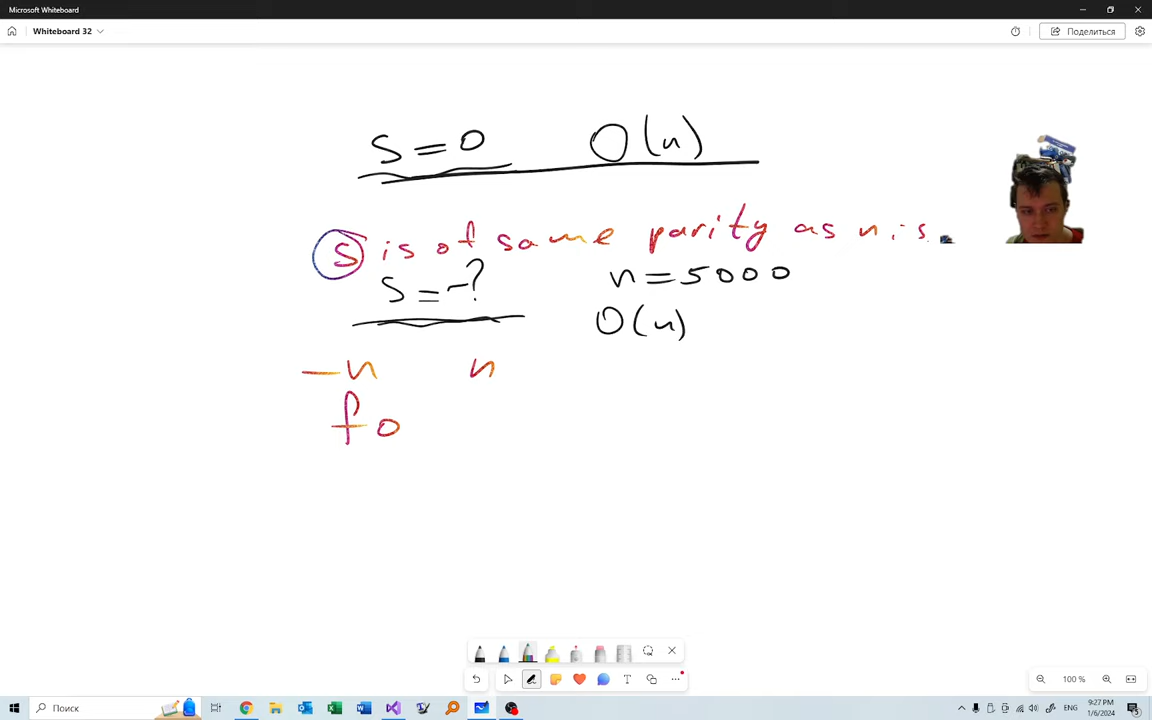 Microsoft Whiteboard
Whiteboard 32
Поделиться
s = 0 O(n)
s is of same parity as n is.
s = -? n = 5000
O(n)
-n n
fo
100 %
Поиск
ENG
9:27 PM
1/6/2024